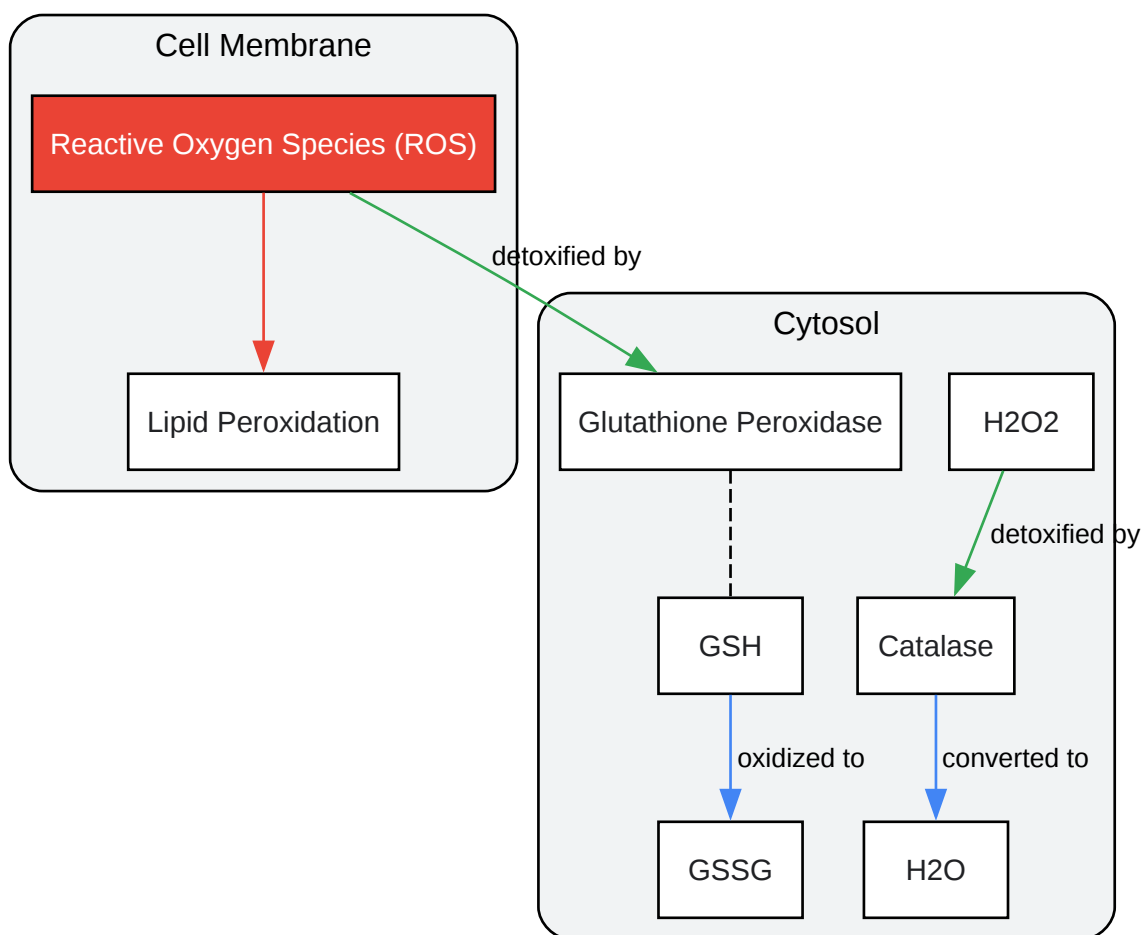 Cell Membrane
Reactive Oxygen Species (ROS)
detoxified by
Cytosol
Lipid Peroxidation
Glutathione Peroxidase
H2O2
detoxified by
GSH
Catalase
oxidized to
converted to
GSSG
H2O